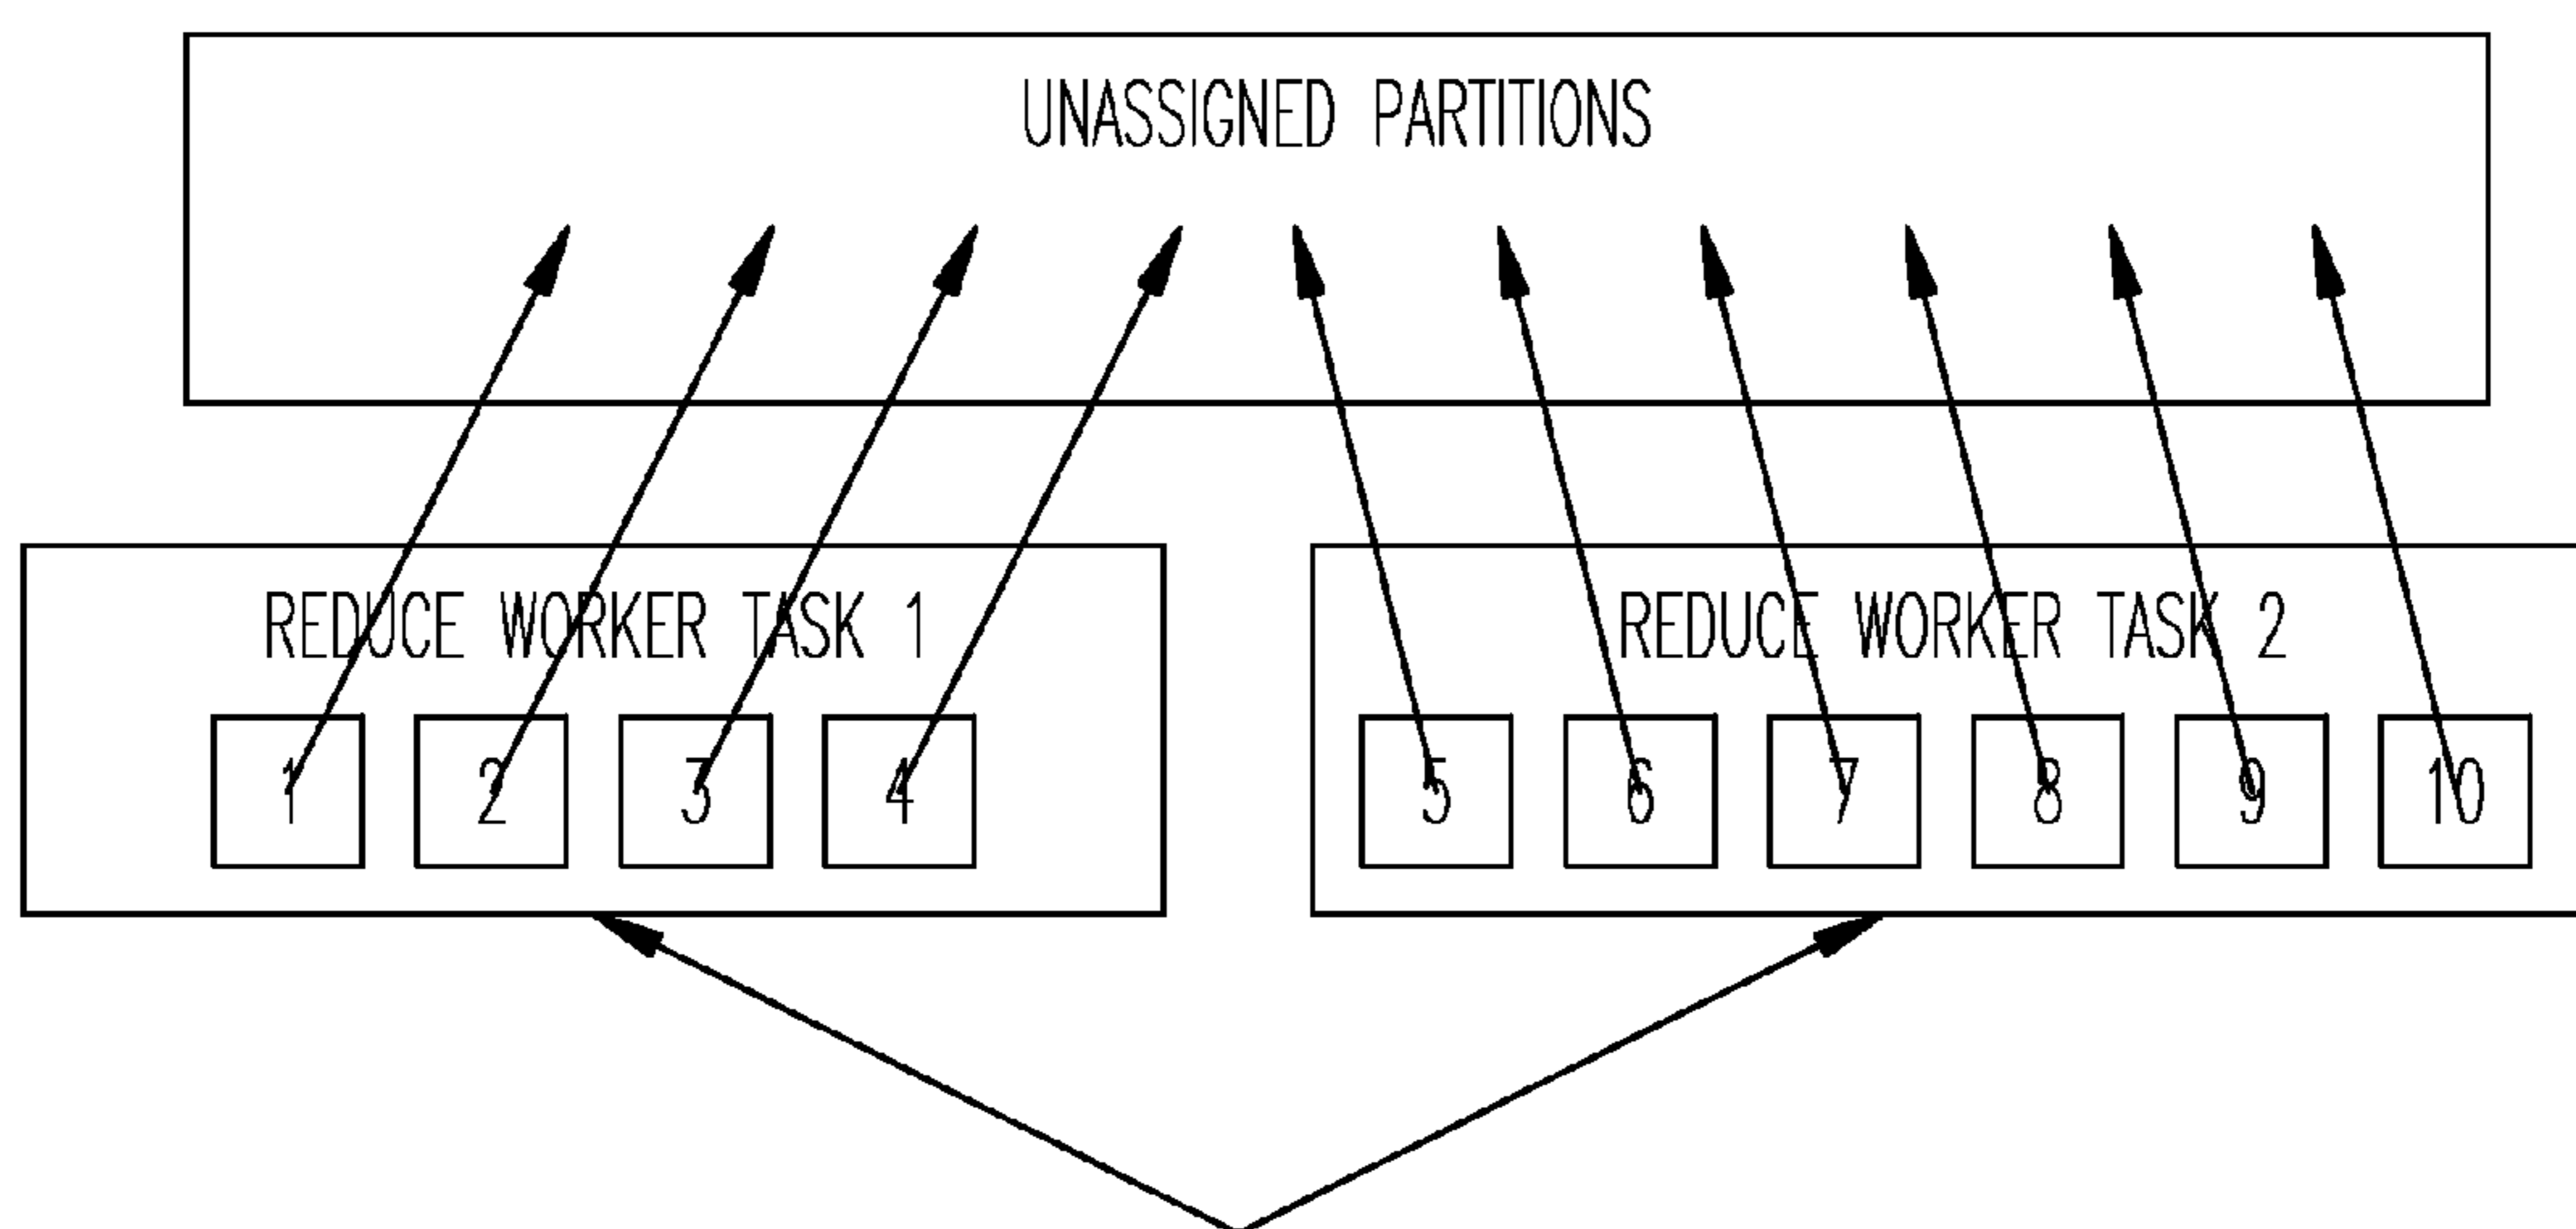 UNASSIGNED PARTITIONS
REDUCE WORKER TASK 1
1 2 3 4
REDUCE WORKER TASK 2
5 6 7 8 9 10